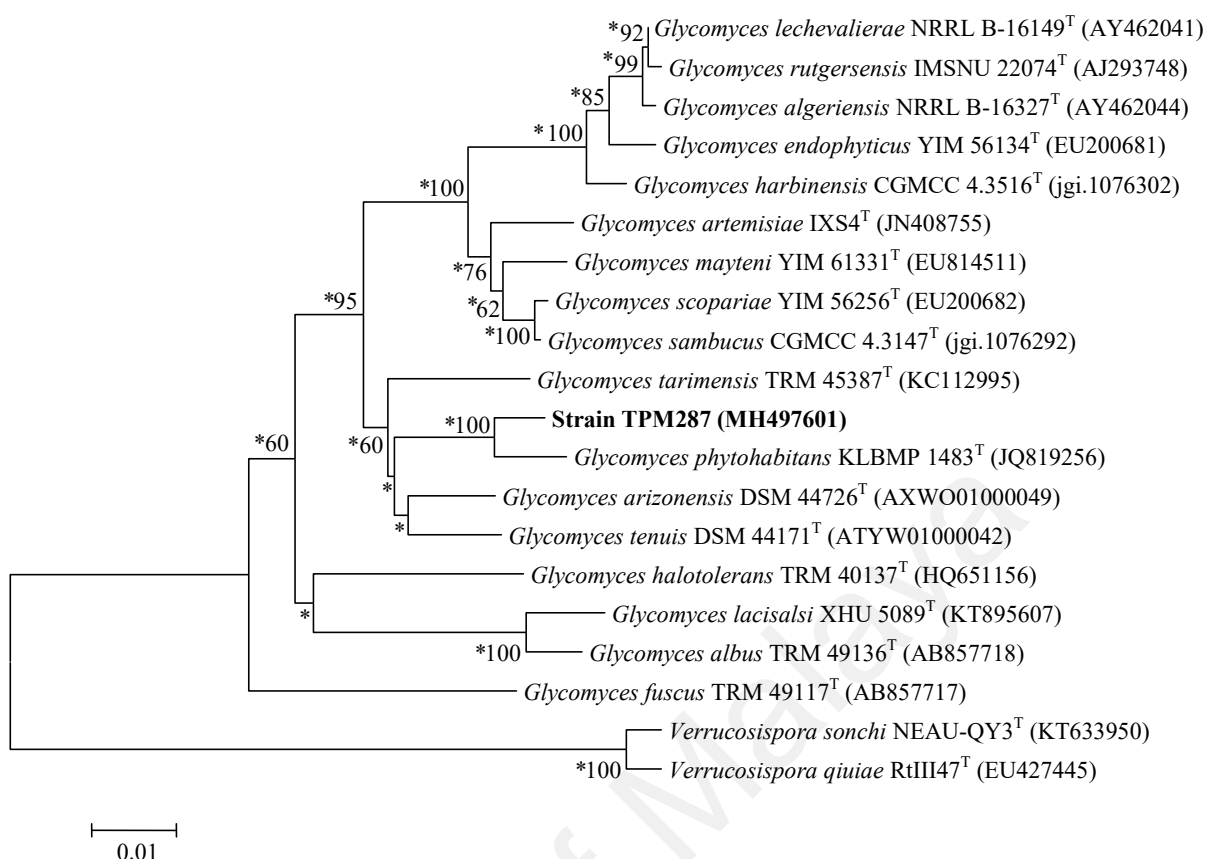 *92 Glycomyces lechevalierae NRRL B-16149T (AY462041)
*99 Glycomyces rutgersensis IMSNU 22074T (AJ293748)
*85 Glycomyces algeriensis NRRL B-16327T (AY462044)
*100 Glycomyces endophyticus YIM 56134T (EU200681)
*100 Glycomyces harbinensis CGMCC 4.3516T (jgi.1076302)
Glycomyces artemisiae IXS4T (JN408755)
*76 Glycomyces mayteni YIM 61331T (EU814511)
*95 *62 Glycomyces scopariae YIM 56256T (EU200682)
*100 Glycomyces sambucus CGMCC 4.3147T (jgi.1076292)
Glycomyces tarimensis TRM 45387T (KC112995)
*100 Strain TPM287 (MH497601)
*60 *60 Glycomyces phytohabitans KLBMP 1483T (JQ819256)
* Glycomyces arizonensis DSM 44726T (AXWO01000049)
* Glycomyces tenuis DSM 44171T (ATYW01000042)
Glycomyces halotolerans TRM 40137T (HQ651156)
* Glycomyces lacisalsi XHU 5089T (KT895607)
*100 Glycomyces albus TRM 49136T (AB857718)
Glycomyces fuscus TRM 49117T (AB857717)
Verrucosispora sonchi NEAU-QY3T (KT633950)
*100 Verrucosispora qiuiae RtIII47T (EU427445)
0.01
of Malaya